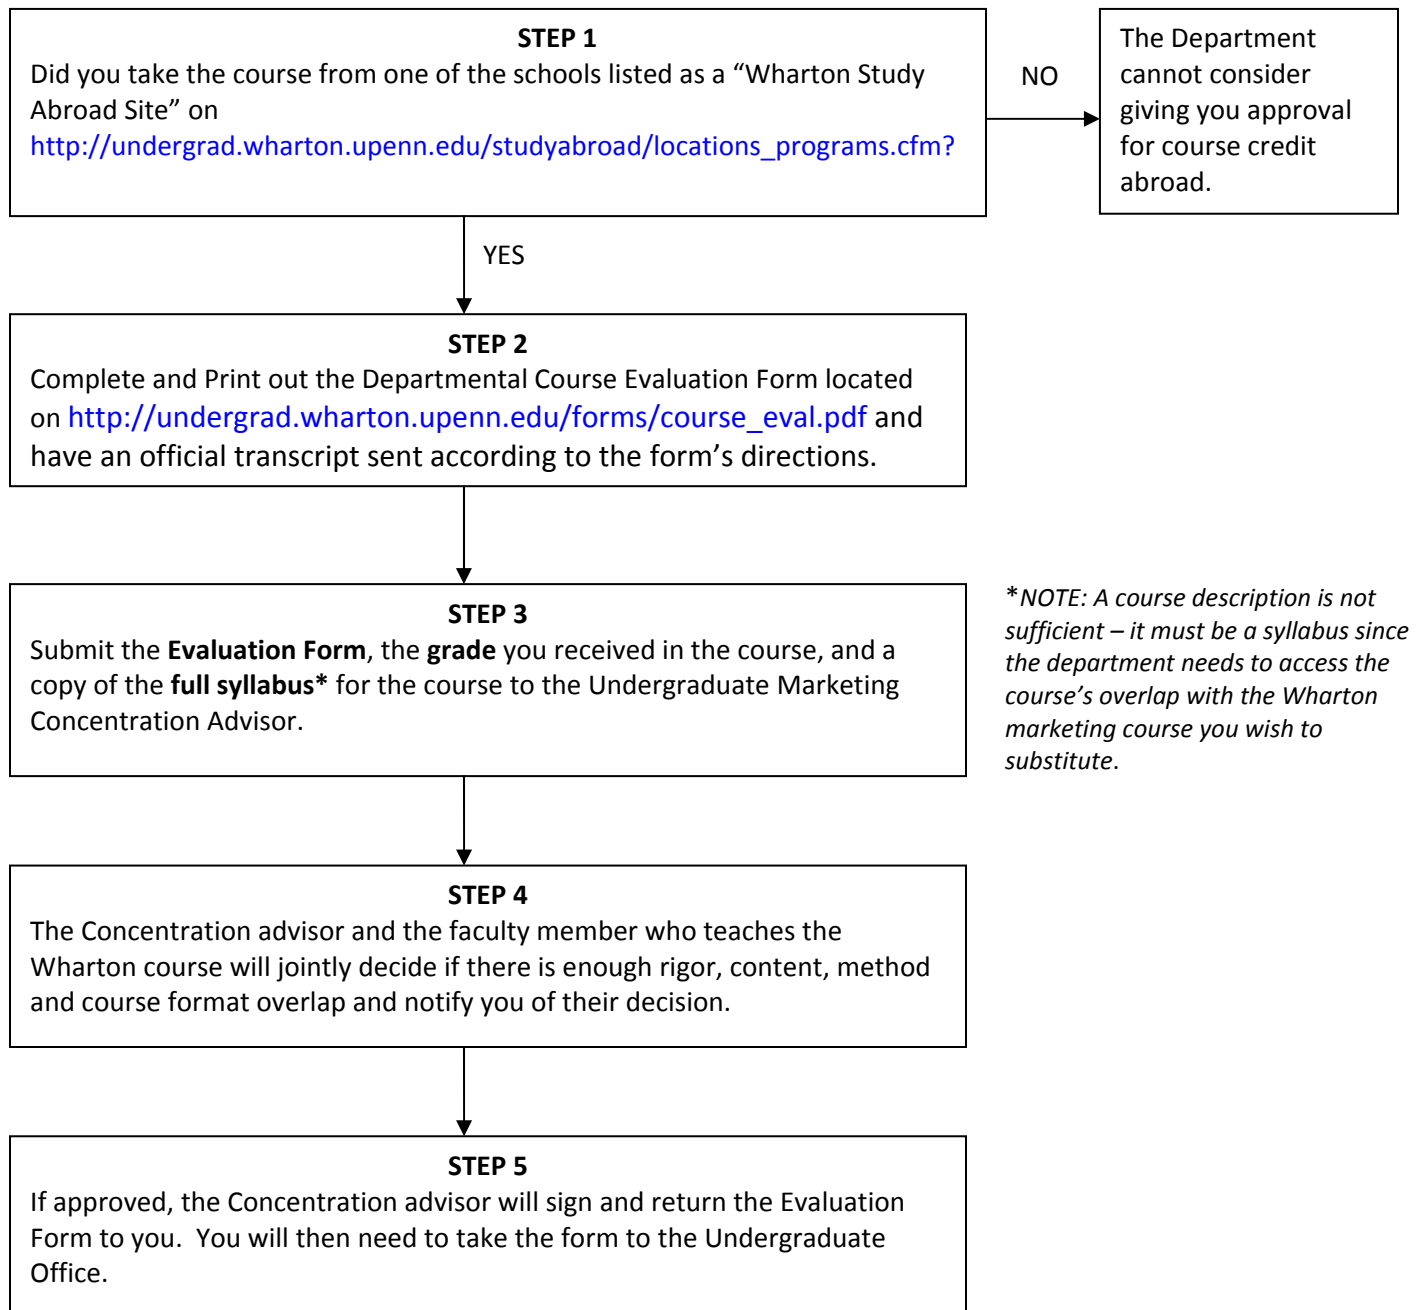 STEP 1
Did you take the course from one of the schools listed as a “Wharton Study
Abroad Site” on
http://undergrad.wharton.upenn.edu/studyabroad/locations_programs.cfm?
NO
The Department
cannot consider
giving you approval
for course credit
abroad.
YES
STEP 2
Complete and Print out the Departmental Course Evaluation Form located
on http://undergrad.wharton.upenn.edu/forms/course_eval.pdf and
have an official transcript sent according to the form’s directions.
STEP 3
Submit the Evaluation Form, the grade you received in the course, and a
copy of the full syllabus* for the course to the Undergraduate Marketing
Concentration Advisor.
*NOTE: A course description is not
sufficient – it must be a syllabus since
the department needs to access the
course’s overlap with the Wharton
marketing course you wish to
substitute.
STEP 4
The Concentration advisor and the faculty member who teaches the
Wharton course will jointly decide if there is enough rigor, content, method
and course format overlap and notify you of their decision.
STEP 5
If approved, the Concentration advisor will sign and return the Evaluation
Form to you.  You will then need to take the form to the Undergraduate
Office.